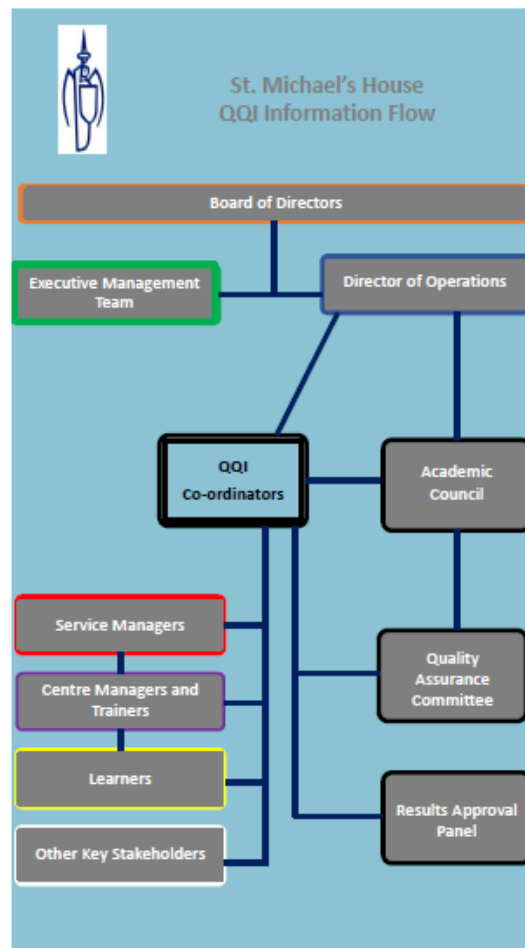 St. Michael's House
QQI Information Flow
Board of Directors
Executive Management
Team
Director of Operations
QQI
Co-ordinators
Academic
Council
Service Managers
Quality
Assurance
Committee
Centre Managers and
Trainers
Learners
Results Approval
Panel
Other Key Stakeholders